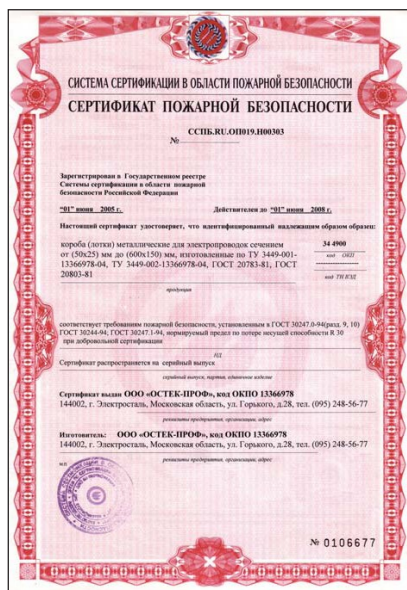 СИСТЕМА СЕРТИФИКАЦИИ В ОБЛАСТИ ПОЖАРНОЙ БЕЗОПАСНОСТИ
СЕРТИФИКАТ ПОЖАРНОЙ БЕЗОПАСНОСТИ
ССПБ.RU.ОП019.Н00303
№
Зарегистрирован в Государственном реестре
Системы сертификации в области пожарной
безопасности Российской Федерации
“01” июня 2005 г. Действителен до “01” июня 2008 г.
Настоящий сертификат удостоверяет, что идентифицированный надлежащим образом образец:
короба (лотки) металлические для электропроводок сечением 34 4900
от (50х25) мм до (600х150) мм, изготовленные по ТУ 3449-001- код ОКП
13366978-04, ТУ 3449-002-13366978-04, ГОСТ 20783-81, ГОСТ
20803-81 код ТН ВЭД
продукция
соответствует требованиям пожарной безопасности, установленным в ГОСТ 30247.0-94(разд. 9, 10)
ГОСТ 30244-94, ГОСТ 30247.1-94, нормируемый предел по потере несущей способности R 30
при добровольной сертификации
НД
Сертификат распространяется на серийный выпуск
серийный выпуск, партия, единичное изделие
Сертификат выдан ООО «ОСТЕК-ПРОФ», код ОКПО 13366978
144002, г. Электросталь, Московская область, ул. Горького, д.28, тел. (095) 248-56-77
реквизиты предприятия, организации, адрес
Изготовитель: ООО «ОСТЕК-ПРОФ», код ОКПО 13366978
144002, г. Электросталь, Московская область, ул. Горького, д.28, тел. (095) 248-56-77
реквизиты предприятия, организации, адрес
М.П.
№ 0106677